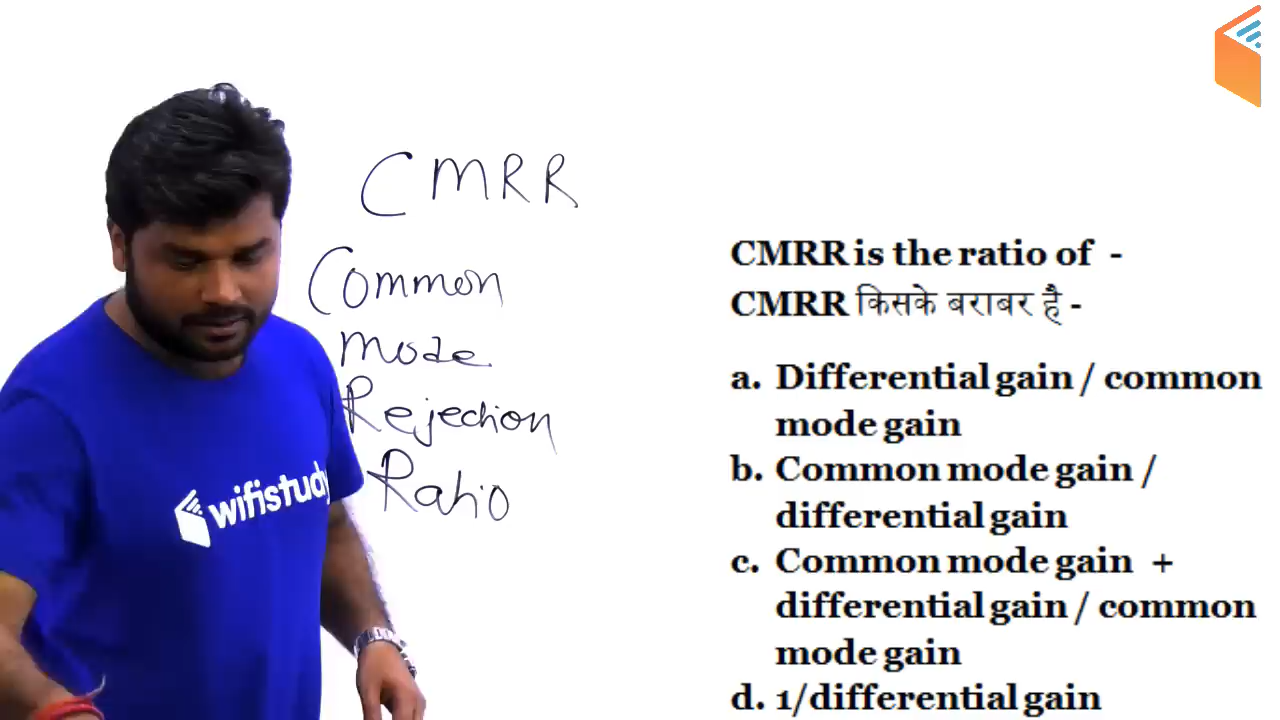 CMRR
Common
Mode
Rejection
Ratio
wifistudy
CMRR is the ratio of -
CMRR किसके बराबर है -
a. Differential gain / common
mode gain
b. Common mode gain /
differential gain
c. Common mode gain +
differential gain / common
mode gain
d. 1/differential gain